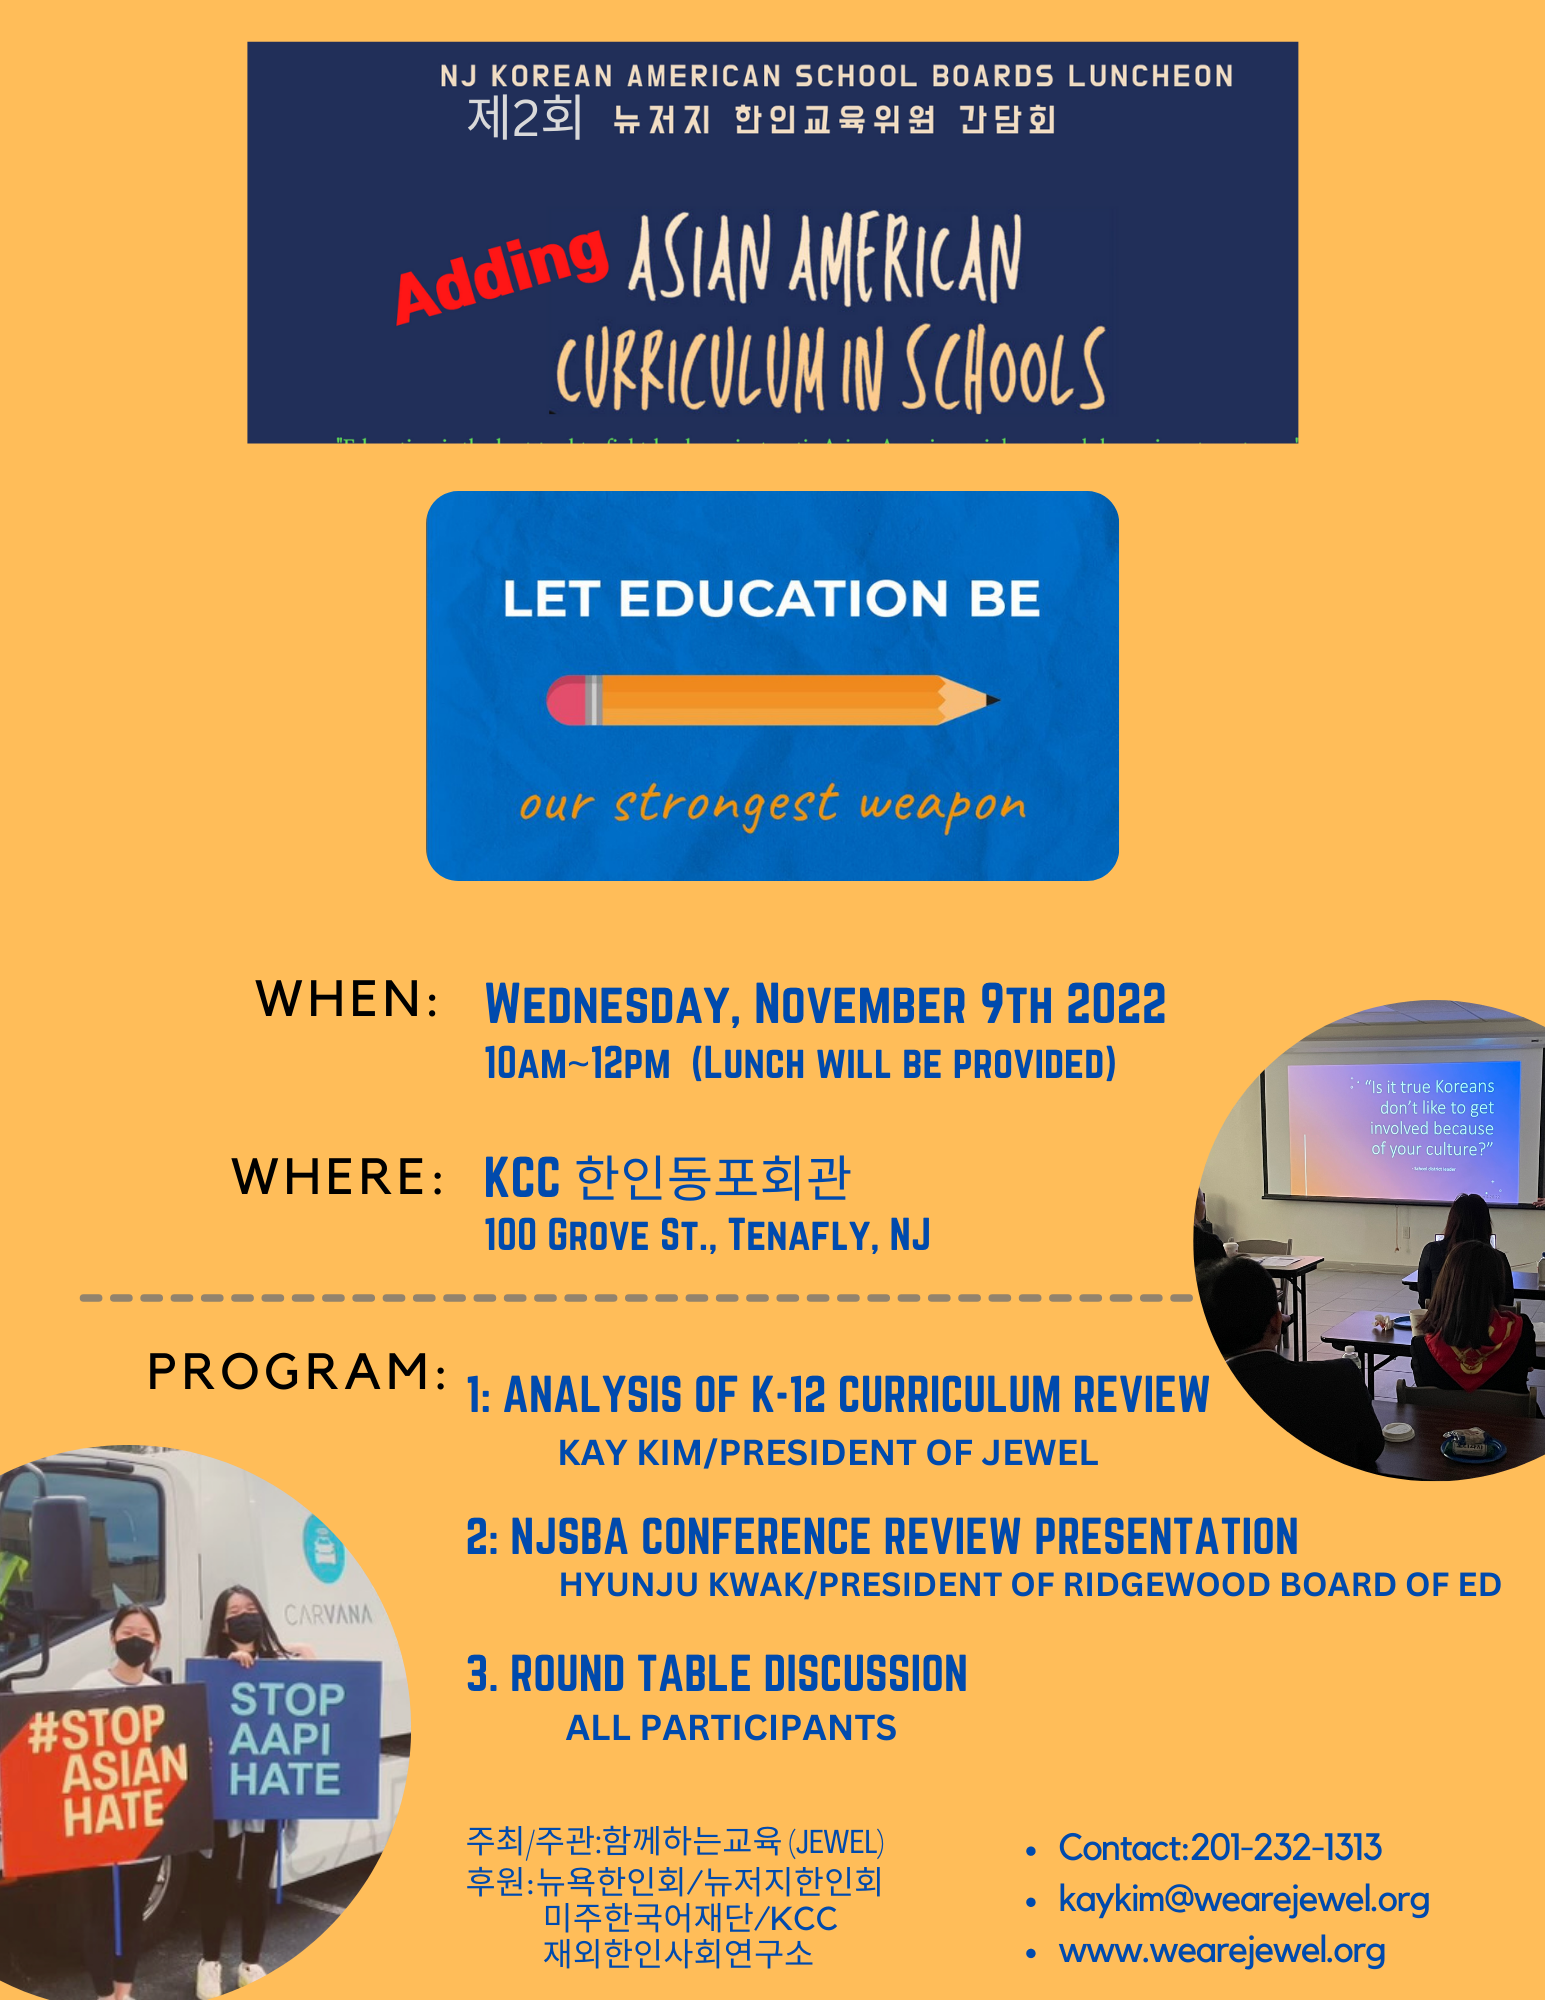 NJ KOREAN AMERICAN SCHOOL BOARDS LUNCHEON
제2회 뉴저지 한인교육위원 간담회
Adding ASIAN AMERICAN
CURRICULUM IN SCHOOLS
LET EDUCATION BE
our strongest weapon
WHEN: Wednesday, November 9th 2022
10am~12pm (Lunch will be provided)
WHERE: KCC 한인동포회관
100 Grove St., Tenafly, NJ
"Is it true Koreans
don't like to get
involved because
of your culture?"
PROGRAM:
1: ANALYSIS OF K-12 CURRICULUM REVIEW
KAY KIM/PRESIDENT OF JEWEL
2: NJSBA CONFERENCE REVIEW PRESENTATION
HYUNJU KWAK/PRESIDENT OF RIDGEWOOD BOARD OF ED
3. ROUND TABLE DISCUSSION
ALL PARTICIPANTS
CARVANA
#STOP
ASIAN
HATE
STOP
AAPI
HATE
주최/주관:함께하는교육 (JEWEL)
후원:뉴욕한인회/뉴저지한인회
미주한국어재단/KCC
재외한인사회연구소
• Contact:201-232-1313
• kaykim@wearejewel.org
• www.wearejewel.org